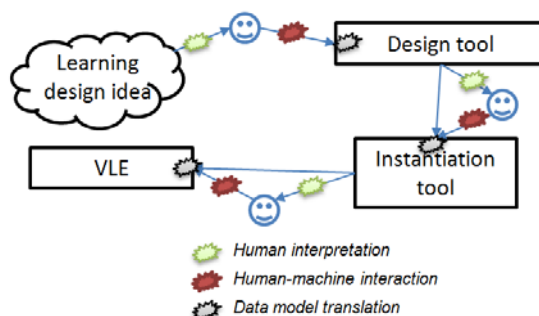 Learning
design idea
Design tool
VLE
Instantiation
tool
Human interpretation
Human-machine interaction
Data model translation